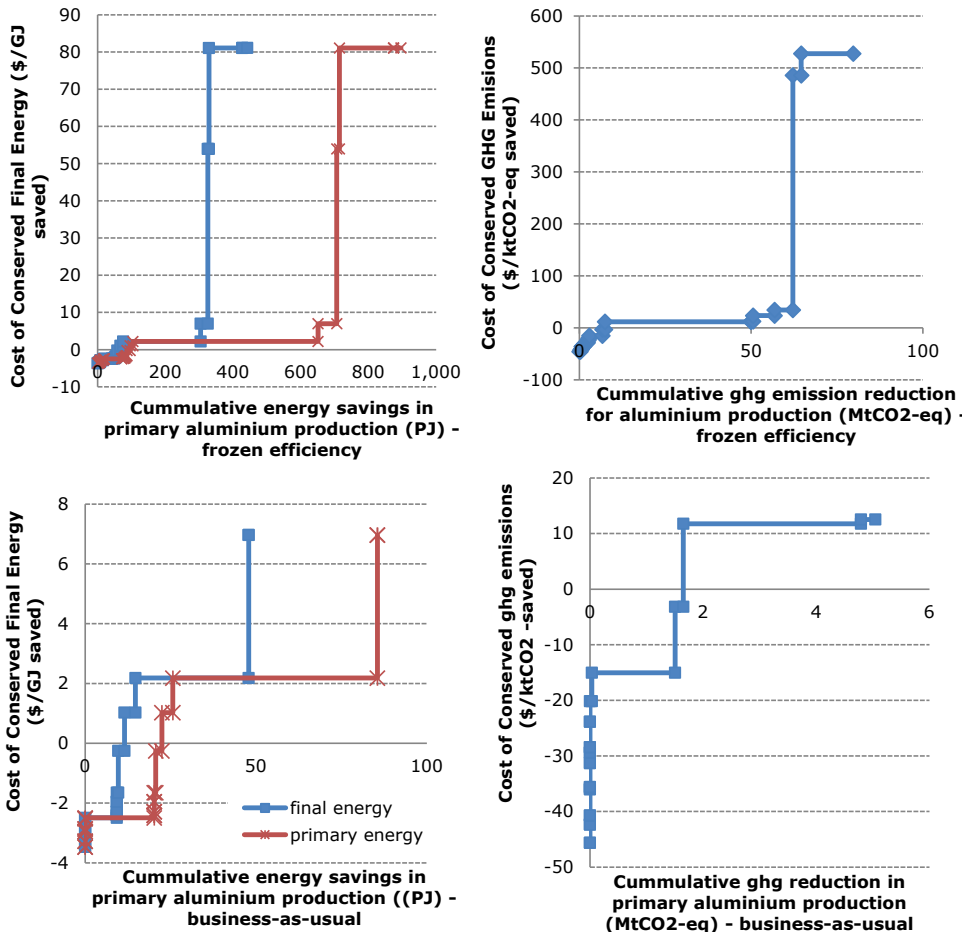 Cost of Conserved Final Energy ($/GJ
saved)
90
80
70
60
50
40
30
20
10
0
-10
0
200
400
600
800
1,000
Cummulative energy savings in
primary aluminium production (PJ) -
frozen efficiency
Cost of Conserved GHG Emisions
($/ktCO2-eq saved)
600
500
400
300
200
100
0
-100
0
50
100
Cummulative ghg emission reduction
for aluminium production (MtCO2-eq) -
frozen efficiency
Cost of Conserved Final Energy
($/GJ saved)
8
6
4
2
0
-2
-4
0
50
100
final energy
primary energy
Cummulative energy savings in
primary aluminium production ((PJ) -
business-as-usual
Cost of Conserved ghg emissions
($/ktCO2 -saved)
20
10
0
-10
-20
-30
-40
-50
0
2
4
6
Cummulative ghg reduction in
primary aluminium production
(MtCO2-eq) - business-as-usual